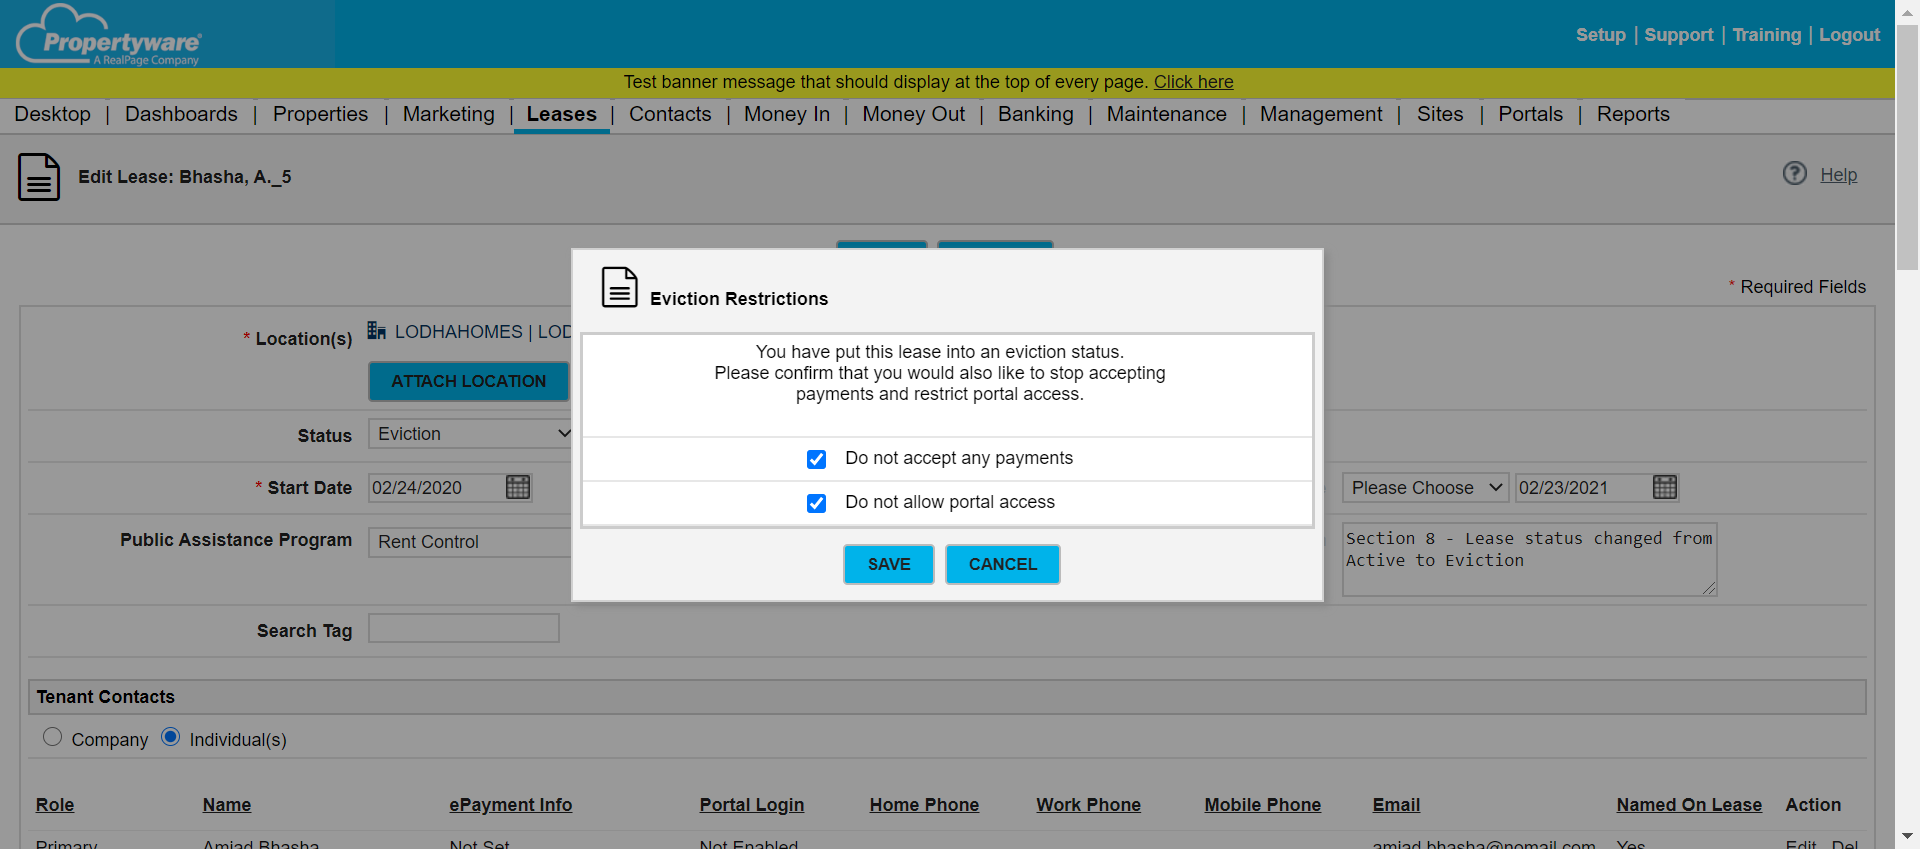 Propertyware
A RealPage Company
Setup | Support | Training | Logout
Test banner message that should display at the top of every page. Click here
Desktop | Dashboards | Properties | Marketing | Leases | Contacts | Money In | Money Out | Banking | Maintenance | Management | Sites | Portals | Reports
Edit Lease: Bhasha, A._5
? Help
* Required Fields
Eviction Restrictions
You have put this lease into an eviction status.
Please confirm that you would also like to stop accepting
payments and restrict portal access.
Do not accept any payments
Do not allow portal access
SAVE CANCEL
* Location(s) LODHAHOMES | LOD
ATTACH LOCATION
Status Eviction
* Start Date 02/24/2020 Please Choose 02/23/2021
Public Assistance Program Rent Control
Section 8 - Lease status changed from
Active to Eviction
Search Tag
Tenant Contacts
Company Individual(s)
Role Name ePayment Info Portal Login Home Phone Work Phone Mobile Phone Email Named On Lease Action
Primary Amjad Bhasha Not Set Not Enabled amjad.bhasha@nomail.com Yes Edit Del